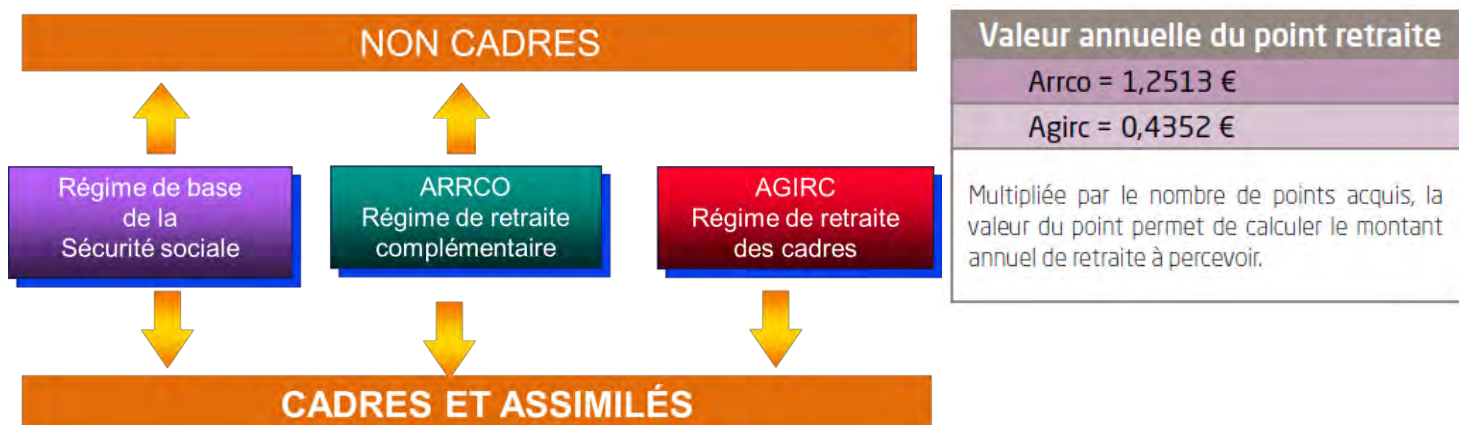 NON CADRES
Régime de base
de la
Sécurité sociale
ARRCO
Régime de retraite
complémentaire
AGIRC
Régime de retraite
des cadres
CADRES ET ASSIMILÉS
Valeur annuelle du point retraite
Arrco = 1,2513 €
Agirc = 0,4352 €
Multipliée par le nombre de points acquis, la
valeur du point permet de calculer le montant
annuel de retraite à percevoir.